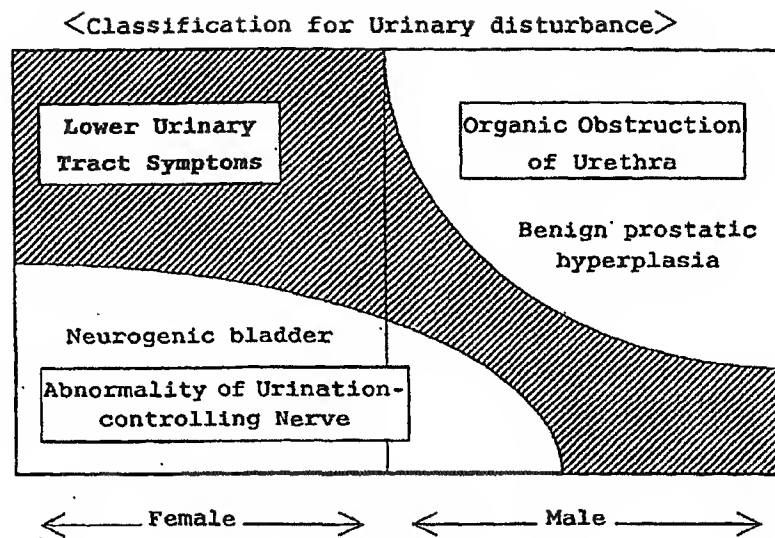 <Classification for Urinary disturbance>
Lower Urinary
Tract Symptoms
Organic Obstruction
of Urethra
Benign prostatic
hyperplasia
Neurogenic bladder
Abnormality of Urination-
controlling Nerve
Female
Male